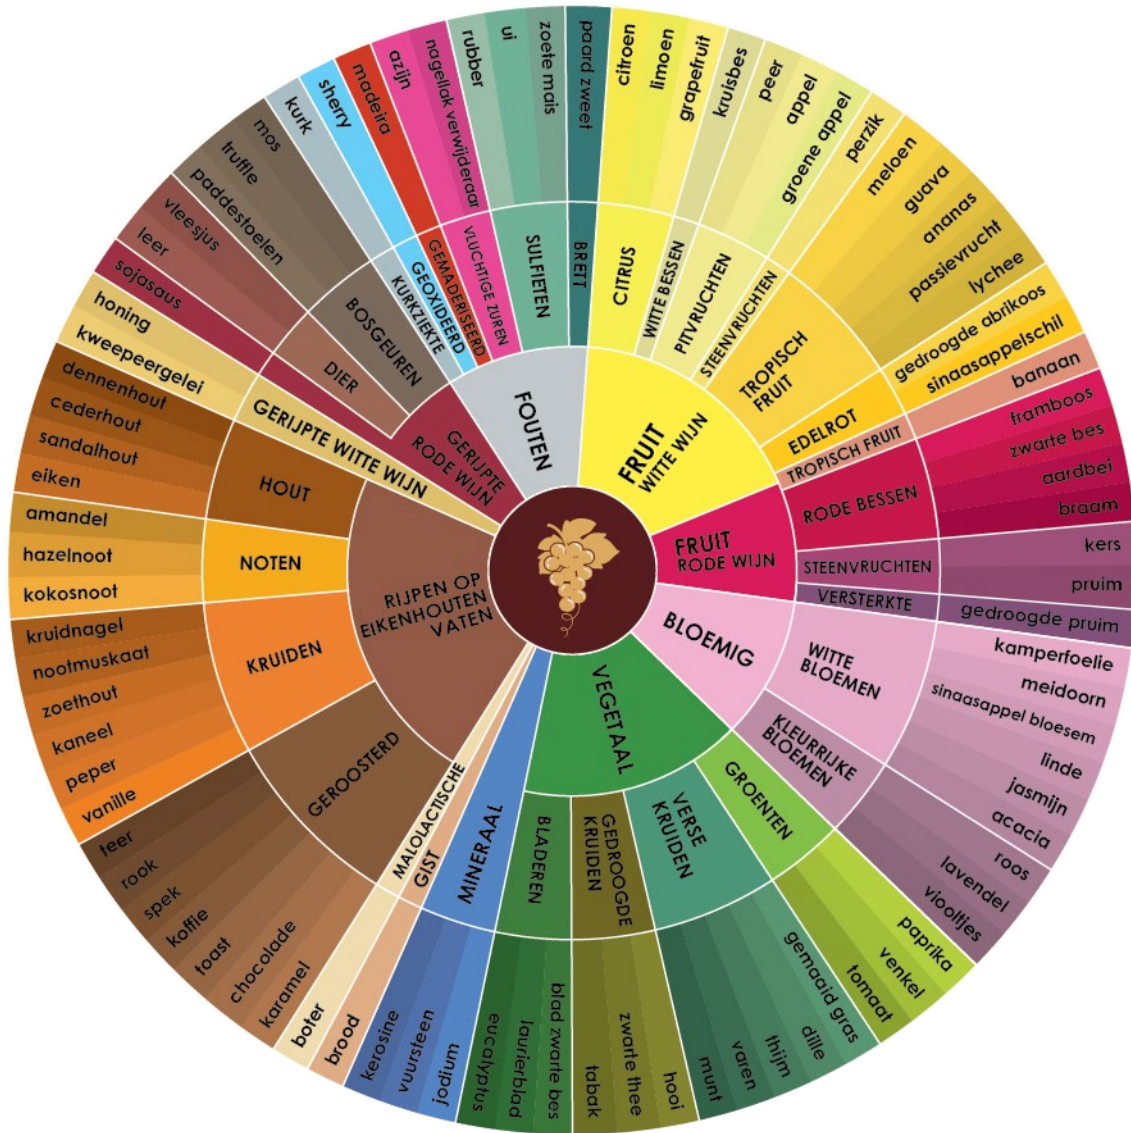 FRUIT
WITTE WIJN
CITRUS
citroen
limoen
grapefruit
WITTE BESSEN
kruisbes
PITVRUCHTEN
peer
appel
groene appel
STEENVRUCHTEN
perzik
TROPISCH
FRUIT
meloen
guava
ananas
passievrucht
lychee
EDELROT
gedroogde abrikoos
sinaasappelschil
FRUIT
RODE WIJN
TROPISCH FRUIT
banaan
RODE BESSEN
framboos
zwarte bes
aardbei
braam
STEENVRUCHTEN
kers
pruim
VERSTERKTE
gedroogde pruim
BLOEMIG
WITTE
BLOEMEN
kamperfoelie
meidoorn
sinaasappel bloesem
linde
jasmijn
acacia
KLEURRIJKE
BLOEMEN
roos
lavendel
viooltjes
VEGETAAL
GROENTEN
paprika
venkel
tomaat
VERSE
KRUIDEN
gemaaid gras
dille
thijm
varen
munt
GEDROOGDE
KRUIDEN
hooi
zwarte thee
tabak
BLADEREN
blad zwarte bes
laurierblad
eucalyptus
MINERAAL
jodium
vuursteen
kerosine
GIST
brood
MALOLACTISCHE
boter
RIJPEN OP
EIKENHOUTEN
VATEN
GEROOSTERD
karamel
chocolade
toast
koffie
spek
rook
teer
KRUIDEN
vanille
peper
kaneel
zoethout
nootmuskaat
kruidnagel
NOTEN
kokosnoot
hazelnoot
amandel
HOUT
eiken
sandalhout
cederhout
dennenhout
GERIJPTE WITTE WIJN
kweepeergelei
honing
GERIJPTE
RODE WIJN
sojasaus
DIER
leer
vleesjus
BOSGEUREN
paddestoelen
truffle
mos
FOUTEN
KURKZIEKTE
kurk
GEOXIDEERD
sherry
GEMADERISEERD
madeira
VLUCHTIGE ZUREN
azijn
nagellak verwijderaar
SULFIETEN
rubber
ui
zoete mais
BRETT
paard zweet